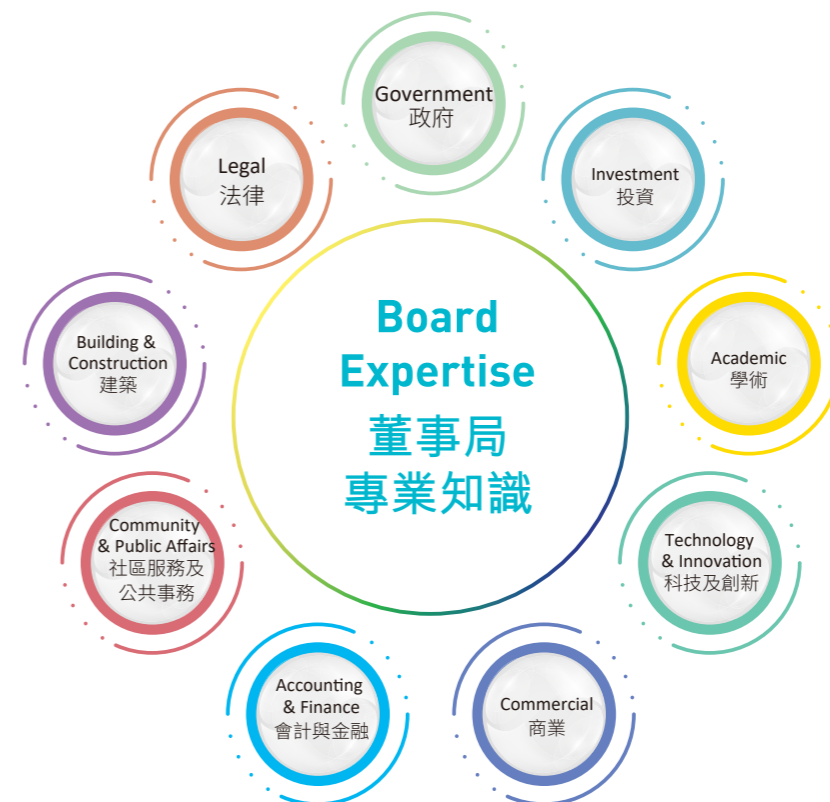 Government
政府
Investment
投資
Academic
學術
Technology
& Innovation
科技及創新
Commercial
商業
Accounting
& Finance
會計與金融
Community
& Public Affairs
社區服務及
公共事務
Building &
Construction
建築
Legal
法律
Board
Expertise
董事局
專業知識